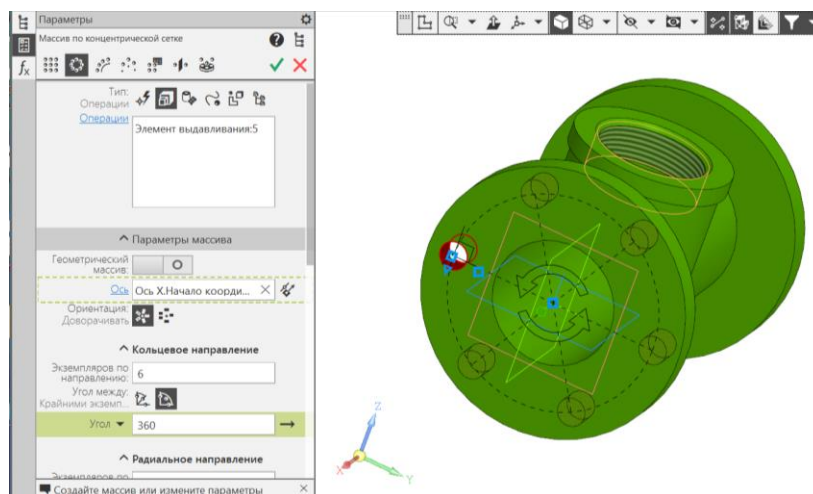 Параметры
Массив по концентрической сетке
Тип:
Операции
Операции
Элемент выдавливания:5
Параметры массива
Геометрический
массив:
Ось
Ось X.Начало коорди...
Ориентация:
Доворачивать
Кольцевое направление
Экземпляров по
направлению:
6
Угол между:
Крайними экземп...
Угол
360
Радиальное направление
Экземпляров по
Создайте массив или измените параметры
Z
X
Y